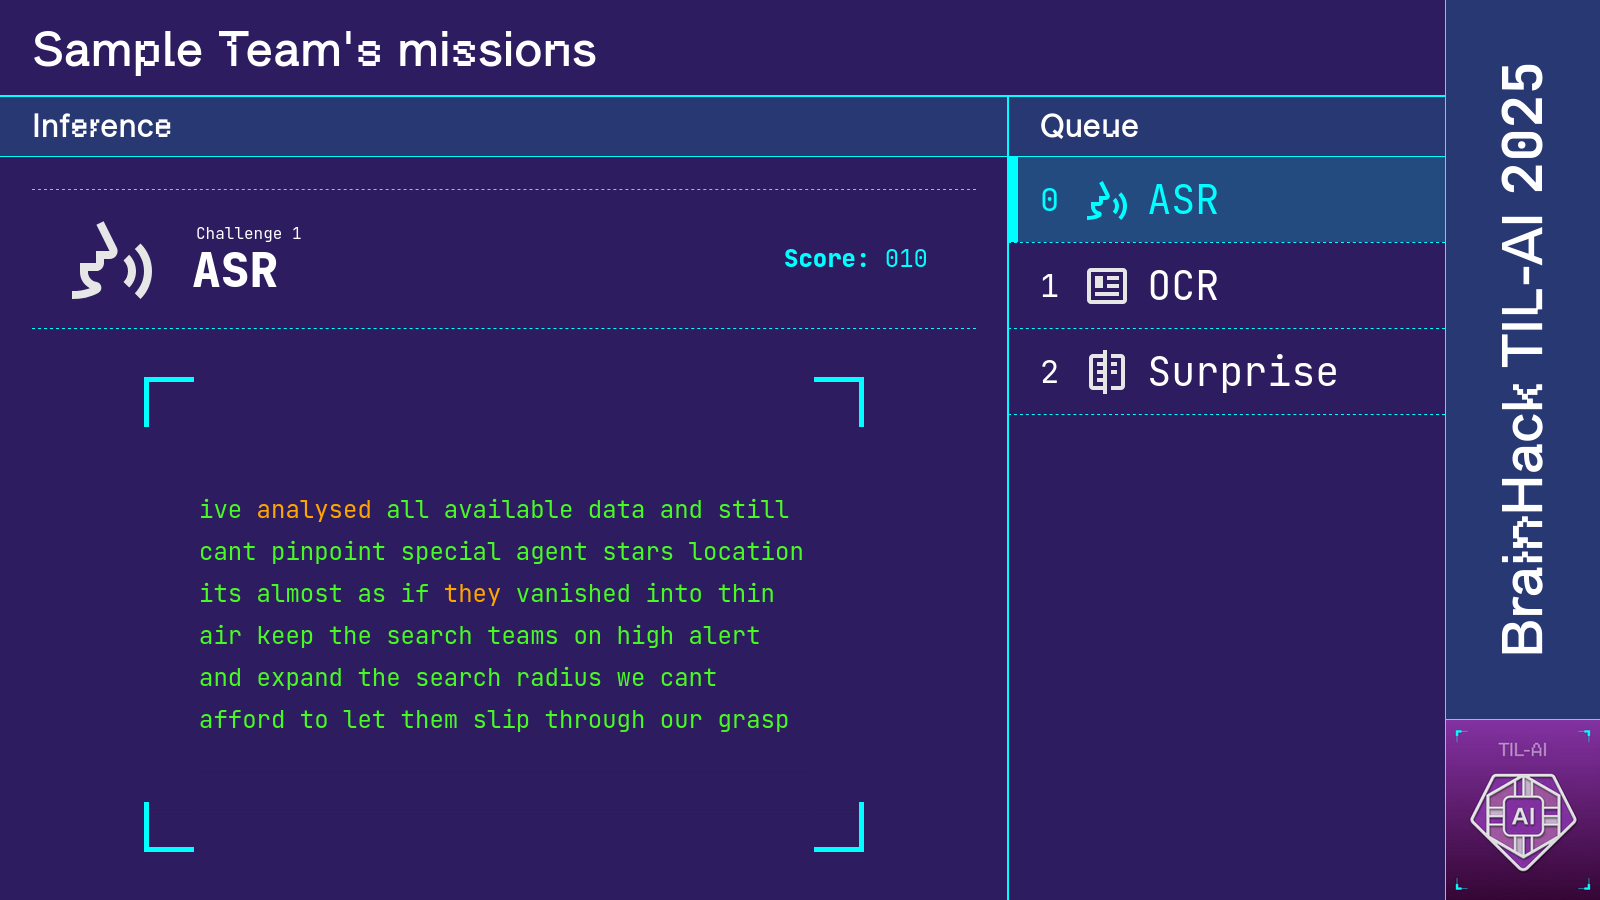 Sample Team's missions
Inference
Challenge 1
ASR
Score: 010
ive analysed all available data and still
cant pinpoint special agent stars location
its almost as if they vanished into thin
air keep the search teams on high alert
and expand the search radius we cant
afford to let them slip through our grasp
Queue
0 ASR
1 OCR
2 Surprise
BrainHack TIL-AI 2025
TIL-AI
AI